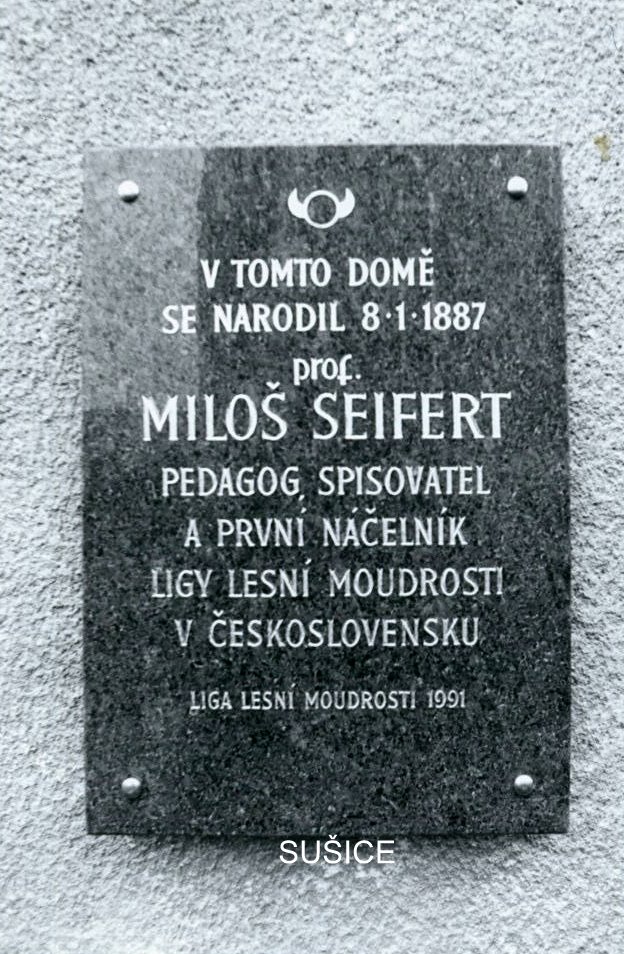 V TOMTO DOMĚ
SE NARODIL 8·1·1887
prof.
MILOŠ SEIFERT
PEDAGOG, SPISOVATEL
A PRVNÍ NÁČELNÍK
LIGY LESNÍ MOUDROSTI
V ČESKOSLOVENSKU
LIGA LESNÍ MOUDROSTI 1991
SUŠICE